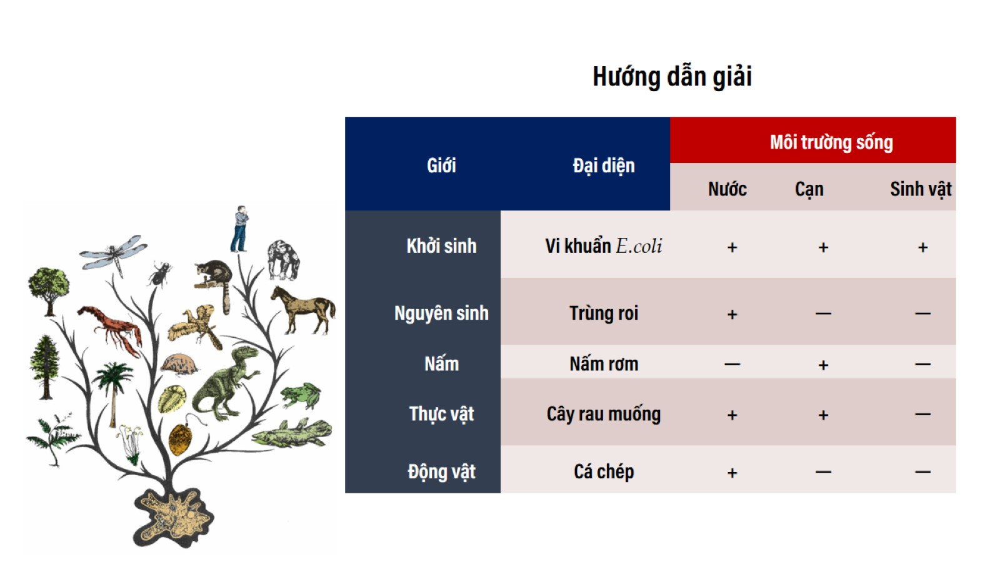 Hướng dẫn giải
Giới Đại diện Môi trường sống
Nước Cạn Sinh vật
Khởi sinh Vi khuẩn E.coli + + +
Nguyên sinh Trùng roi + — —
Nấm Nấm rơm — + —
Thực vật Cây rau muống + + —
Động vật Cá chép + — —